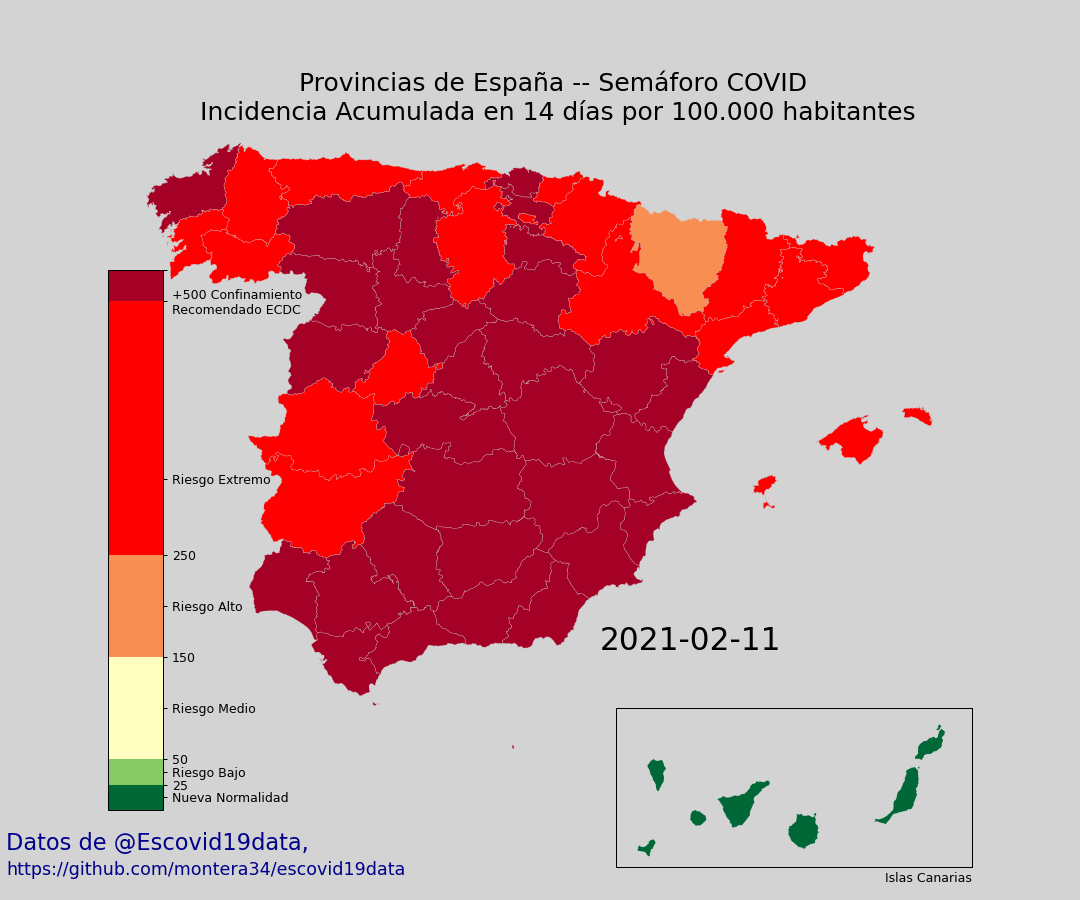 Provincias de España -- Semáforo COVID
Incidencia Acumulada en 14 días por 100.000 habitantes
+500 Confinamiento
Recomendado ECDC
Riesgo Extremo
250
Riesgo Alto
150
Riesgo Medio
50
Riesgo Bajo
25
Nueva Normalidad
2021-02-11
Islas Canarias
Datos de @Escovid19data,
https://github.com/montera34/escovid19data